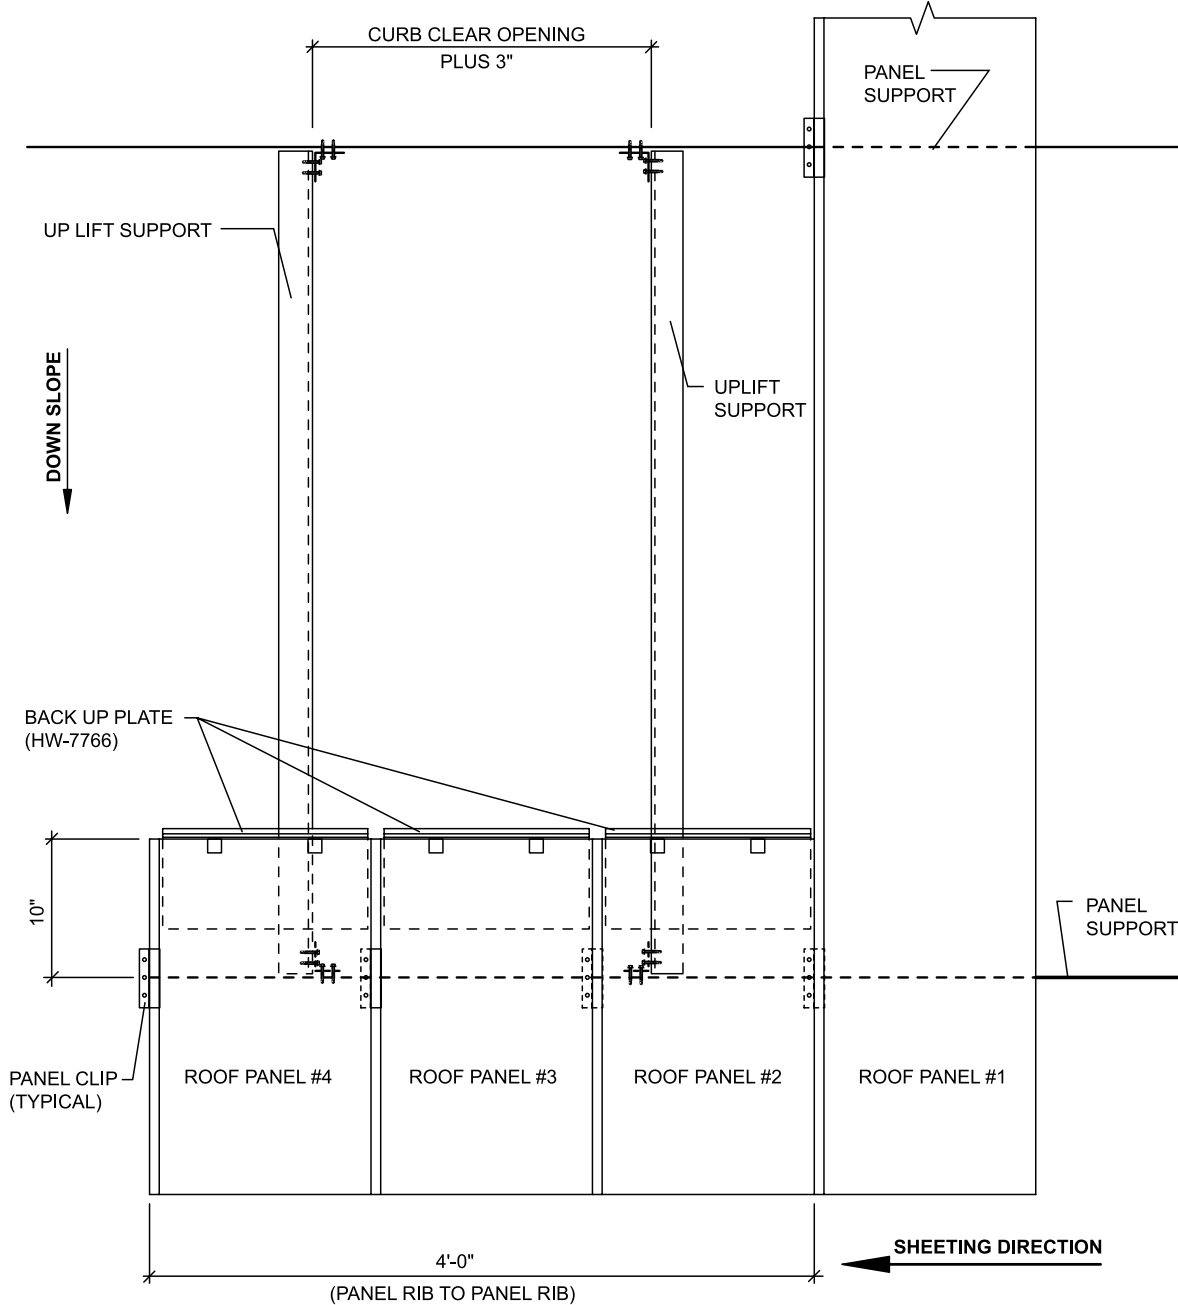 CURB CLEAR OPENING
PLUS 3"
PANEL
SUPPORT
UP LIFT SUPPORT
DOWN SLOPE
UPLIFT
SUPPORT
BACK UP PLATE
(HW-7766)
10"
PANEL
SUPPORT
PANEL CLIP
(TYPICAL)
ROOF PANEL #4
ROOF PANEL #3
ROOF PANEL #2
ROOF PANEL #1
SHEETING DIRECTION
4'-0"
(PANEL RIB TO PANEL RIB)